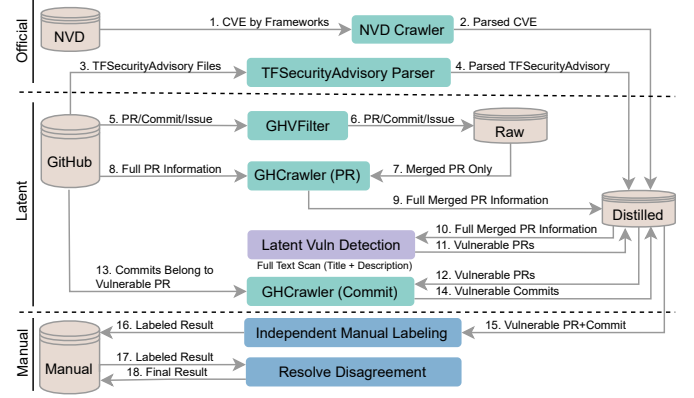 Official
NVD
1. CVE by Frameworks
NVD Crawler
2. Parsed CVE
3. TFSecurityAdvisory Files
TFSecurityAdvisory Parser
4. Parsed TFSecurityAdvisory
Latent
GitHub
5. PR/Commit/Issue
GHVFilter
6. PR/Commit/Issue
Raw
8. Full PR Information
GHCrawler (PR)
7. Merged PR Only
9. Full Merged PR Information
Distilled
Latent Vuln Detection
10. Full Merged PR Information
11. Vulnerable PRs
Full Text Scan (Title + Description)
13. Commits Belong to
Vulnerable PR
GHCrawler (Commit)
12. Vulnerable PRs
14. Vulnerable Commits
Manual
Manual
16. Labeled Result
Independent Manual Labeling
15. Vulnerable PR+Commit
17. Labeled Result
18. Final Result
Resolve Disagreement